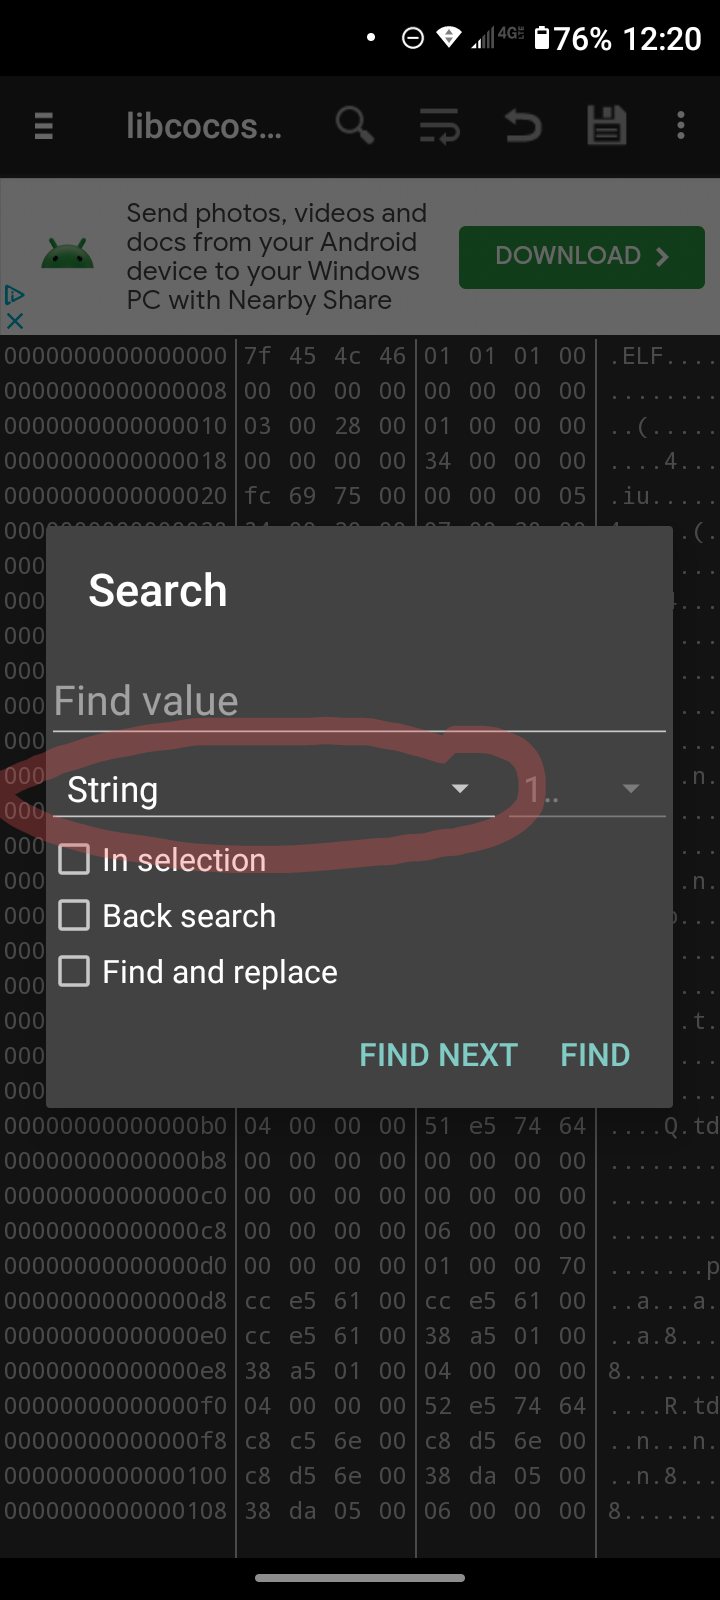 76% 12:20
libcocos...
Send photos, videos and
docs from your Android
device to your Windows
PC with Nearby Share
DOWNLOAD
0000000000000000 7f 45 4c 46 01 01 01 00 .ELF....
0000000000000008 00 00 00 00 00 00 00 00 ........
0000000000000010 03 00 28 00 01 00 00 00 ..(.....
0000000000000018 00 00 00 00 34 00 00 00 ....4...
0000000000000020 fc 69 75 00 00 00 00 05 .iu.....
Search
Find value
String
1..
In selection
Back search
Find and replace
FIND NEXT FIND
00000000000000b0 04 00 00 00 51 e5 74 64 ....Q.td
00000000000000b8 00 00 00 00 00 00 00 00 ........
00000000000000c0 00 00 00 00 00 00 00 00 ........
00000000000000c8 00 00 00 00 06 00 00 00 ........
00000000000000d0 00 00 00 00 01 00 00 70 .......p
00000000000000d8 cc e5 61 00 cc e5 61 00 ..a...a.
00000000000000e0 cc e5 61 00 38 a5 01 00 ..a.8...
00000000000000e8 38 a5 01 00 04 00 00 00 8.......
00000000000000f0 04 00 00 00 52 e5 74 64 ....R.td
00000000000000f8 c8 c5 6e 00 c8 d5 6e 00 ..n...n.
0000000000000100 c8 d5 6e 00 38 da 05 00 ..n.8...
0000000000000108 38 da 05 00 06 00 00 00 8.......